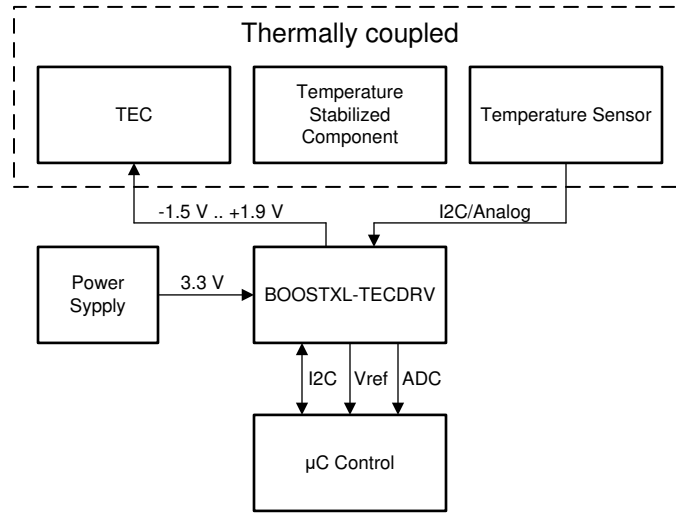 Thermally coupled
TEC
Temperature
Stabilized
Component
Temperature Sensor
-1.5 V .. +1.9 V
I2C/Analog
Power
Sypply
3.3 V
BOOSTXL-TECDRV
I2C
Vref
ADC
µC Control